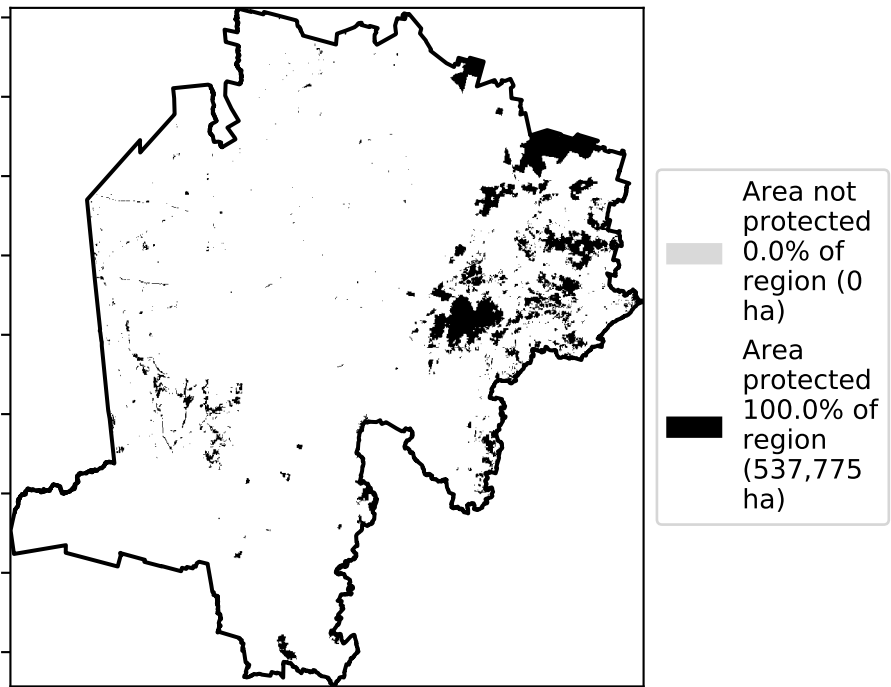 Area not
protected
0.0% of
region (0
ha)
Area
protected
100.0% of
region
(537,775
ha)